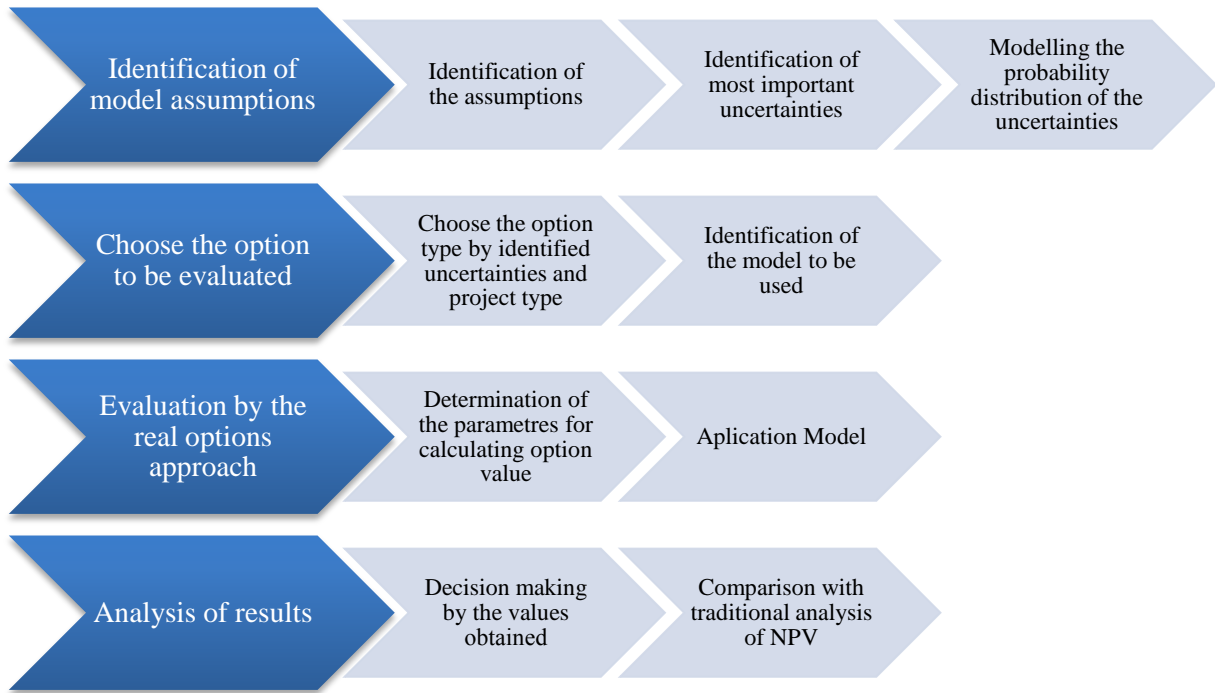 Identification of
model assumptions
Identification of
the assumptions
Identification of
most important
uncertainties
Modelling the
probability
distribution of the
uncertainties
Choose the option
to be evaluated
Choose the option
type by identified
uncertainties and
project type
Identification of
the model to be
used
Evaluation by the
real options
approach
Determination of
the parametres for
calculating option
value
Aplication Model
Analysis of results
Decision making
by the values
obtained
Comparison with
traditional analysis
of NPV